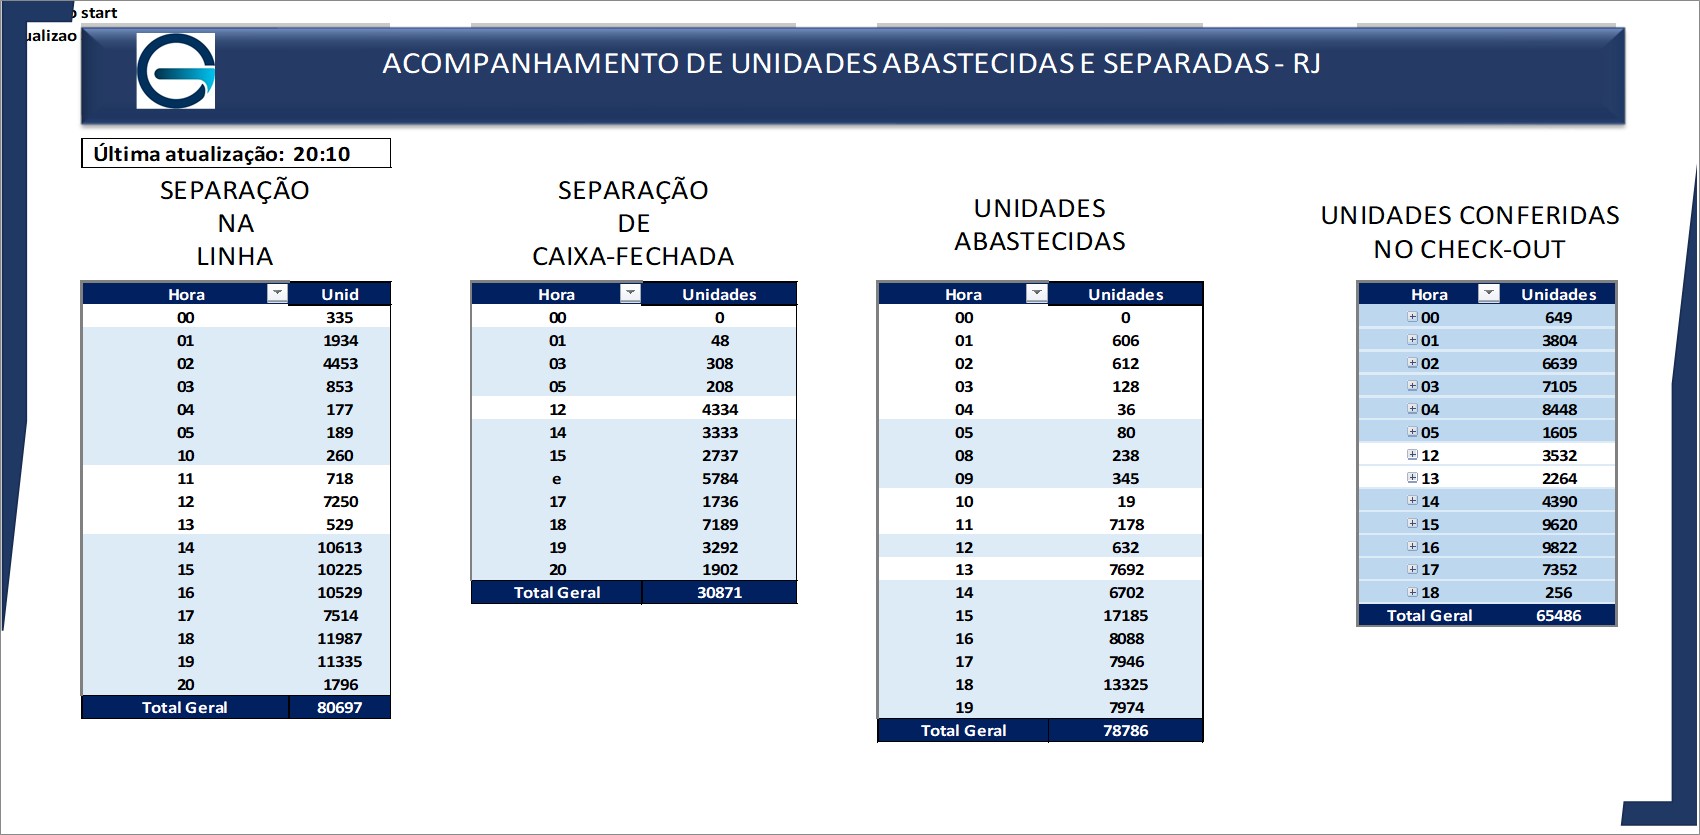 start
ualizao
ACOMPANHAMENTO DE UNIDADES ABASTECIDAS E SEPARADAS - RJ
Última atualização: 20:10
SEPARAÇÃO
NA
LINHA
Hora Unid
00 335
01 1934
02 4453
03 853
04 177
05 189
10 260
11 718
12 7250
13 529
14 10613
15 10225
16 10529
17 7514
18 11987
19 11335
20 1796
Total Geral 80697
SEPARAÇÃO
DE
CAIXA-FECHADA
Hora Unidades
00 0
01 48
03 308
05 208
12 4334
14 3333
15 2737
e 5784
17 1736
18 7189
19 3292
20 1902
Total Geral 30871
UNIDADES
ABASTECIDAS
Hora Unidades
00 0
01 606
02 612
03 128
04 36
05 80
08 238
09 345
10 19
11 7178
12 632
13 7692
14 6702
15 17185
16 8088
17 7946
18 13325
19 7974
Total Geral 78786
UNIDADES CONFERIDAS
NO CHECK-OUT
Hora Unidades
00 649
01 3804
02 6639
03 7105
04 8448
05 1605
12 3532
13 2264
14 4390
15 9620
16 9822
17 7352
18 256
Total Geral 65486